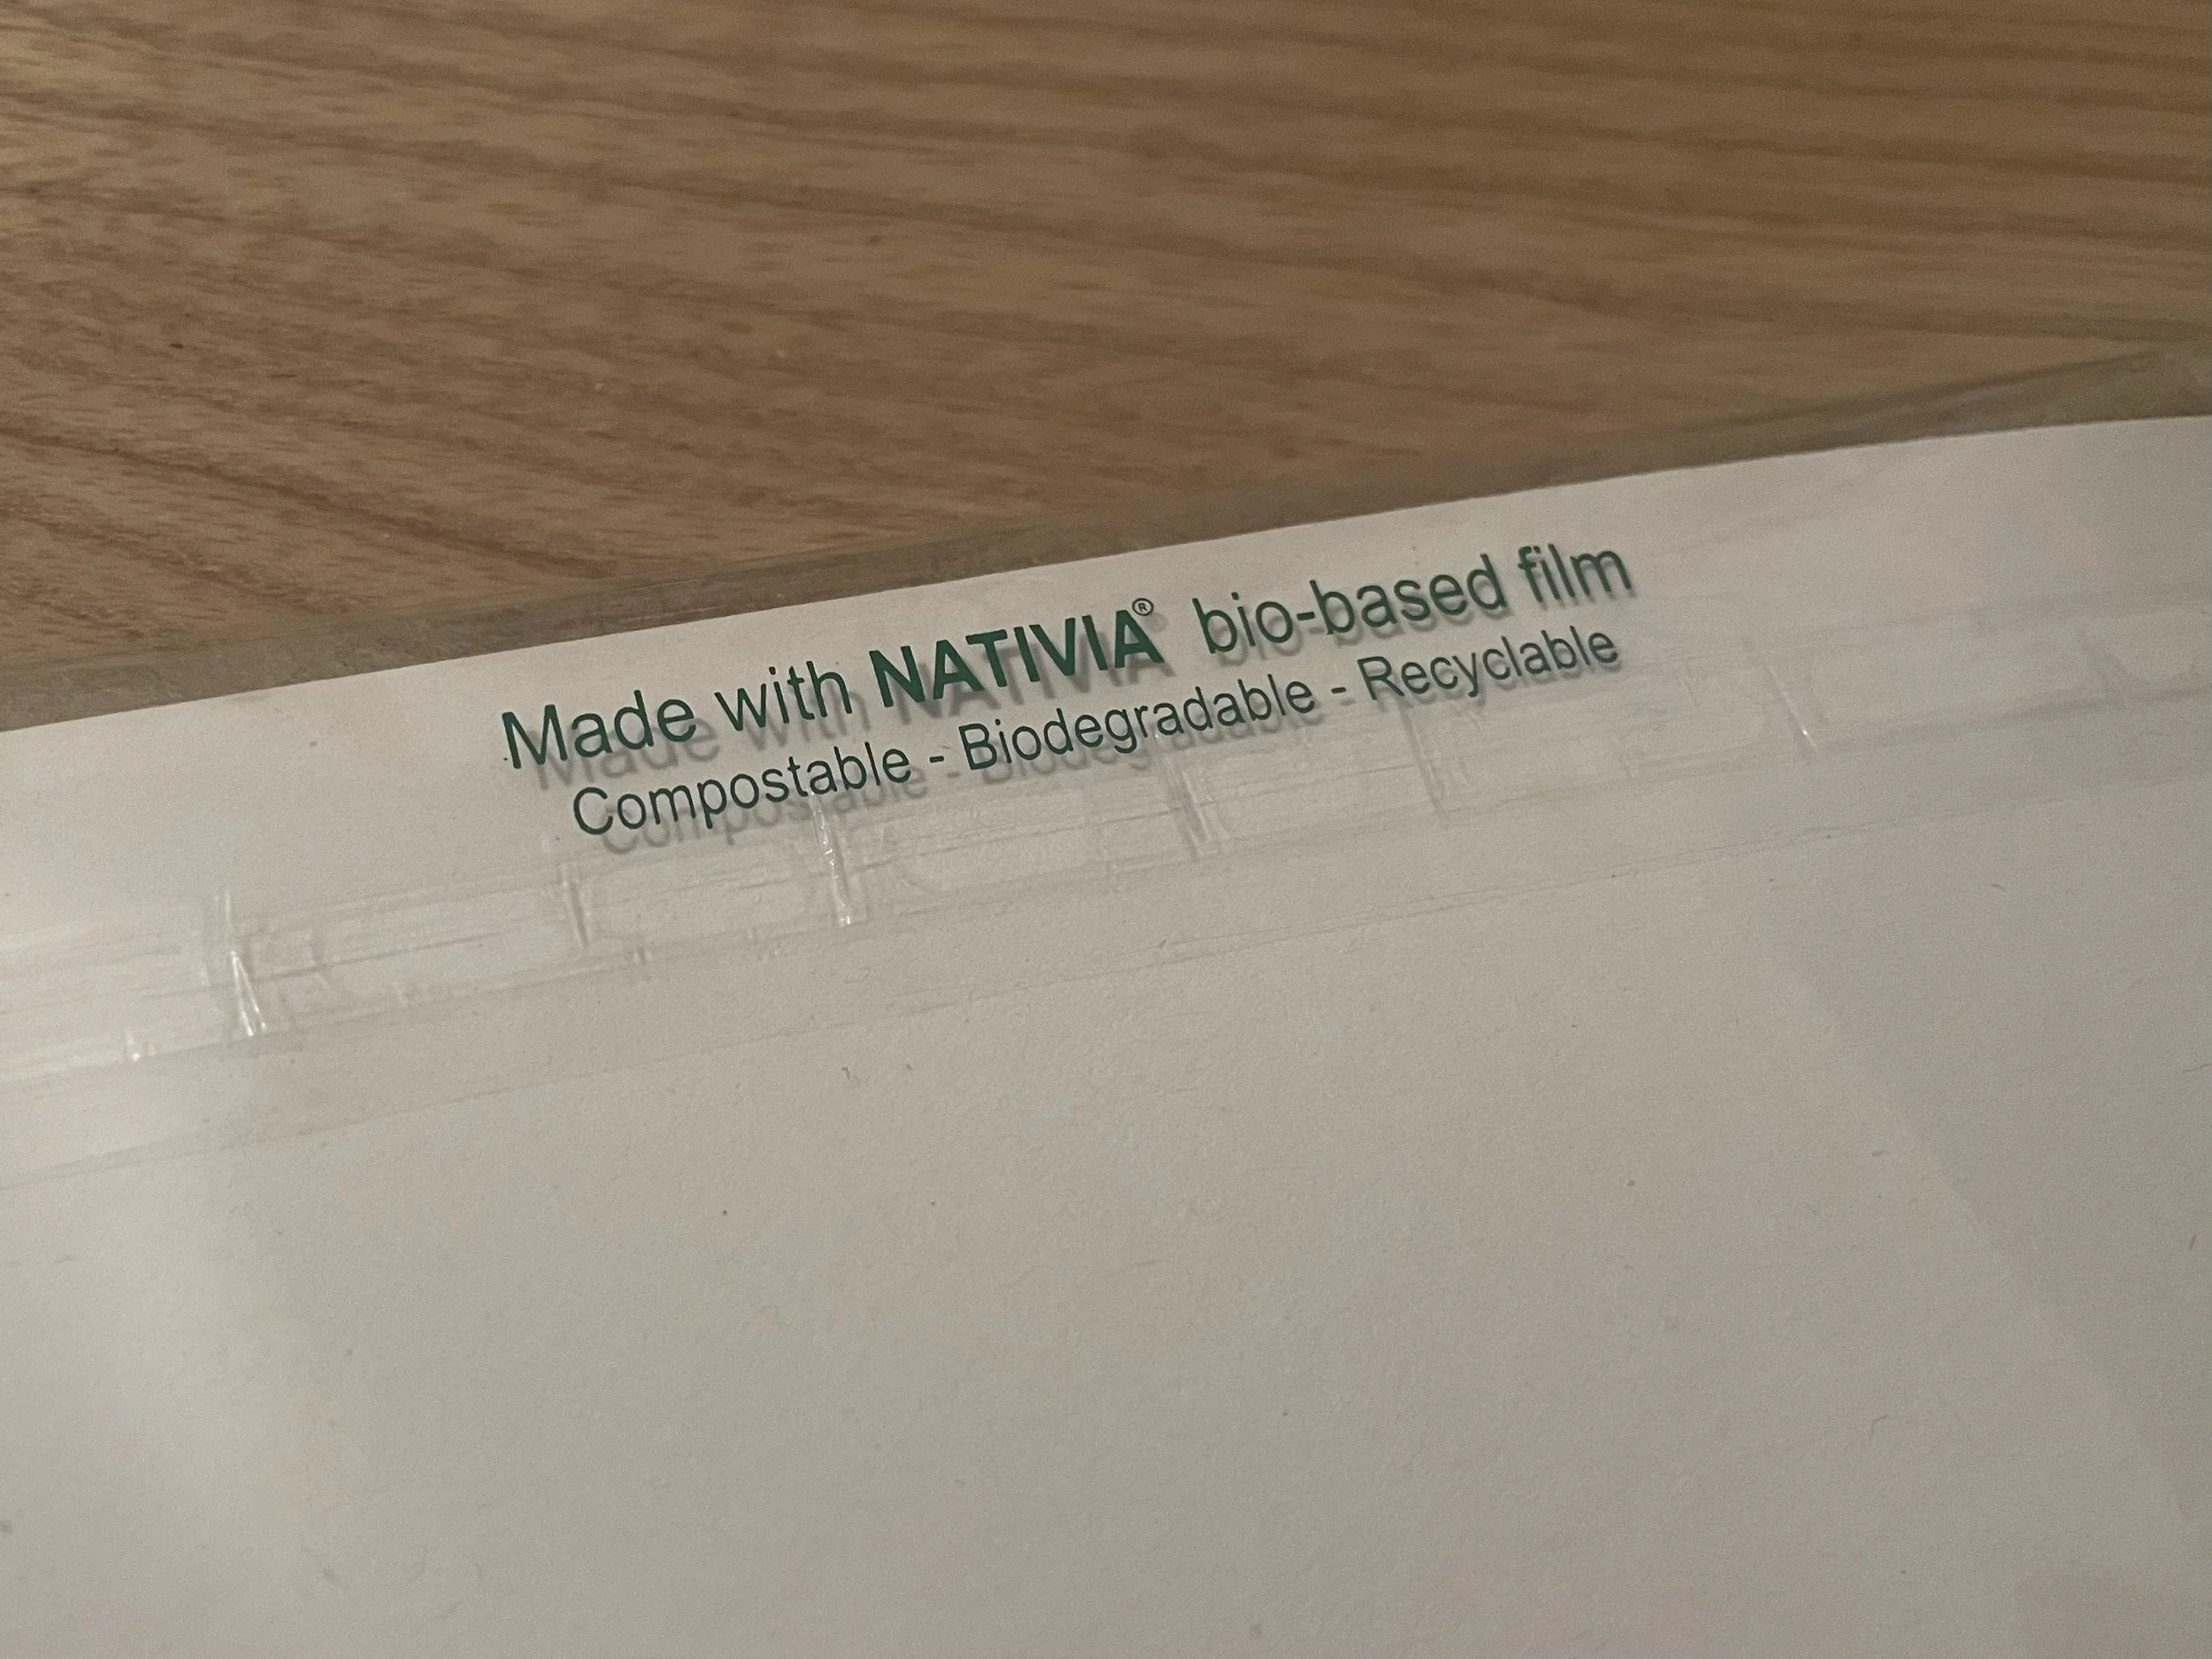 Made with NATIVIA® bio-based film
Compostable - Biodegradable - Recyclable